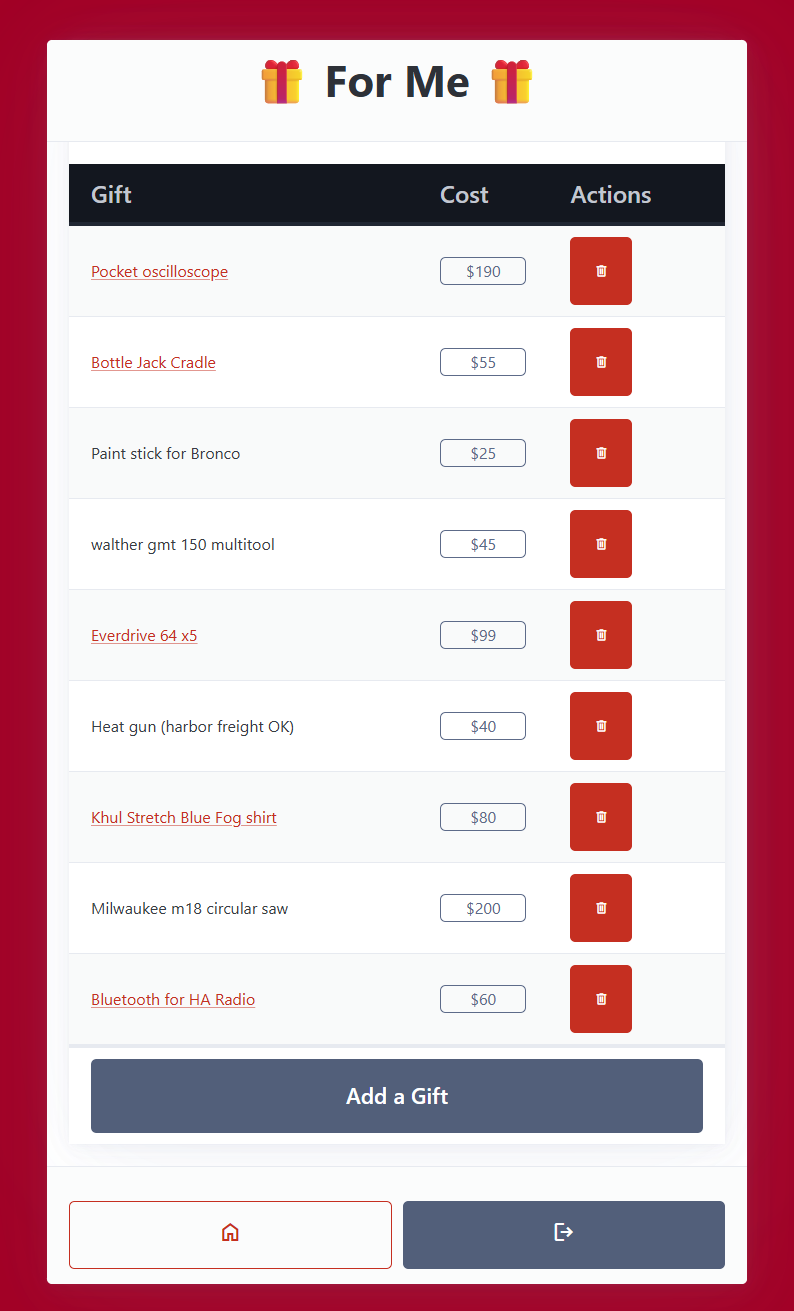 For Me
Gift Cost Actions
Pocket oscilloscope $190
Bottle Jack Cradle $55
Paint stick for Bronco $25
walther gmt 150 multitool $45
Everdrive 64 x5 $99
Heat gun (harbor freight OK) $40
Khul Stretch Blue Fog shirt $80
Milwaukee m18 circular saw $200
Bluetooth for HA Radio $60
Add a Gift